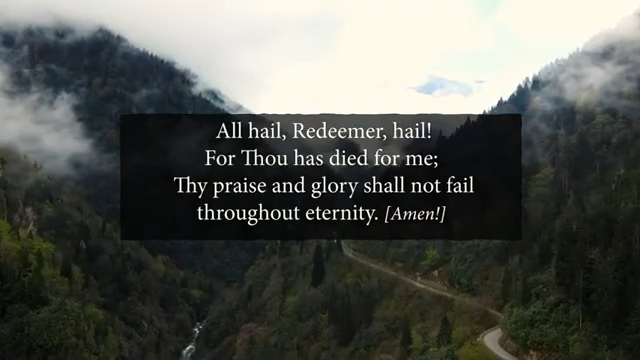 All hail, Redeemer, hail!
For Thou has died for me;
Thy praise and glory shall not fail
throughout eternity. [Amen!]